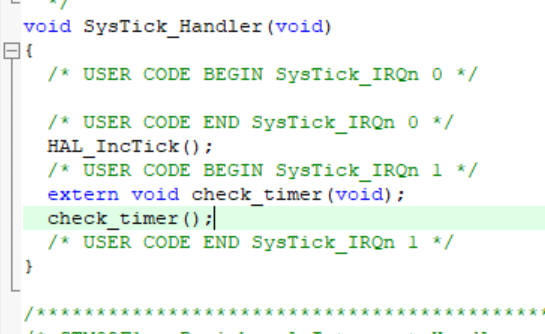 */
void SysTick_Handler(void)
{
/* USER CODE BEGIN SysTick_IRQn 0 */
/* USER CODE END SysTick_IRQn 0 */
HAL_IncTick();
/* USER CODE BEGIN SysTick_IRQn 1 */
extern void check_timer(void);
check_timer();
/* USER CODE END SysTick_IRQn 1 */
}
/*********************************************